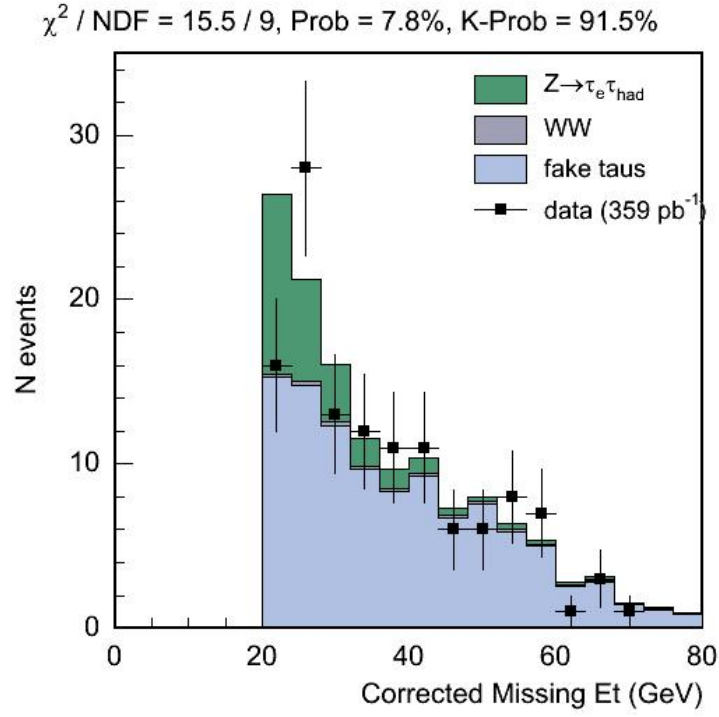 χ² / NDF = 15.5 / 9, Prob = 7.8%, K-Prob = 91.5%
Z→τₑτ_had
WW
fake taus
data (359 pb⁻¹)
N events
30
20
10
0
0 20 40 60 80
Corrected Missing Et (GeV)